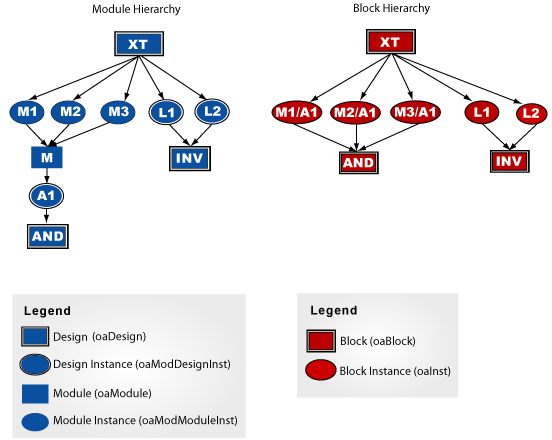 Module Hierarchy
Block Hierarchy
XT
XT
M1 M2 M3 L1 L2
M1/A1 M2/A1 M3/A1 L1 L2
M INV
AND INV
A1
AND
Legend
Design (oaDesign)
Design Instance (oaModDesignInst)
Module (oaModule)
Module Instance (oaModModuleInst)
Legend
Block (oaBlock)
Block Instance (oaInst)